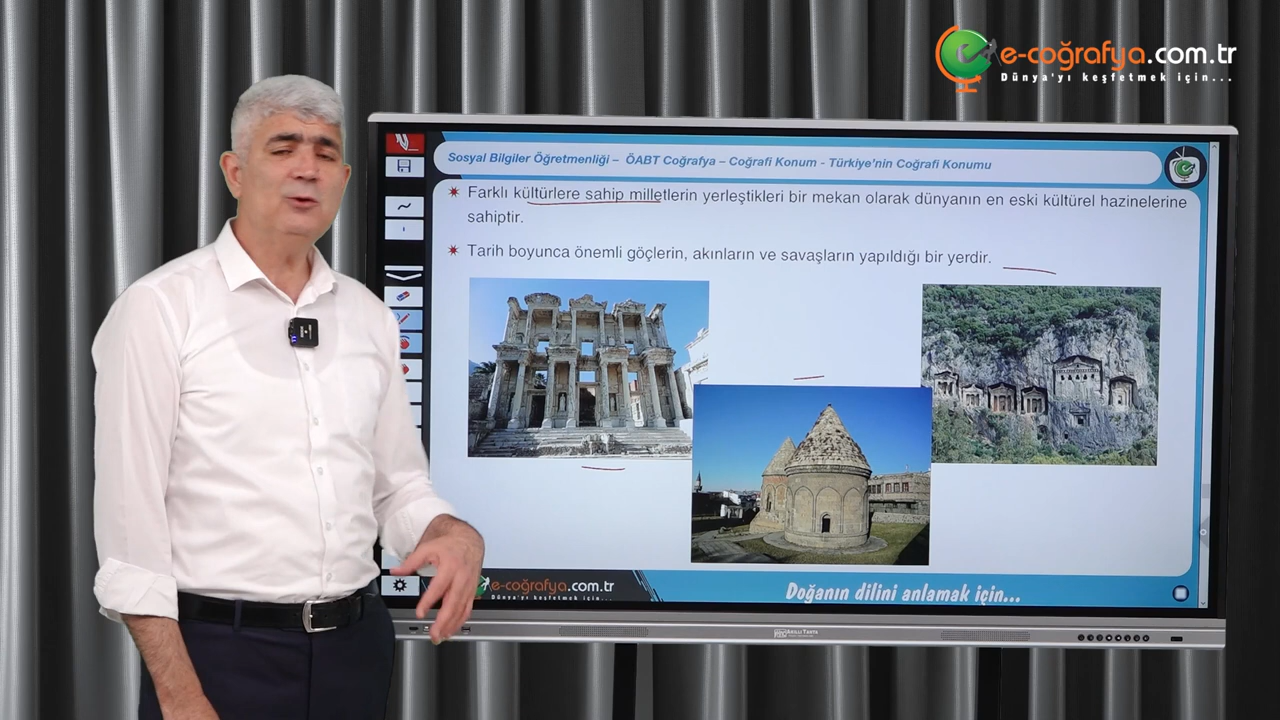 e-coğrafya.com.tr
Dünya'yı keşfetmek için...
Sosyal Bilgiler Öğretmenliği – ÖABT Coğrafya – Coğrafi Konum - Türkiye'nin Coğrafi Konumu
Farklı kültürlere sahip milletlerin yerleştikleri bir mekan olarak dünyanın en eski kültürel hazinelerine
sahiptir.
Tarih boyunca önemli göçlerin, akınların ve savaşların yapıldığı bir yerdir.
e-coğrafya.com.tr
Dünya'yı keşfetmek için...
Doğanın dilini anlamak için...
AKILLI TAHTA